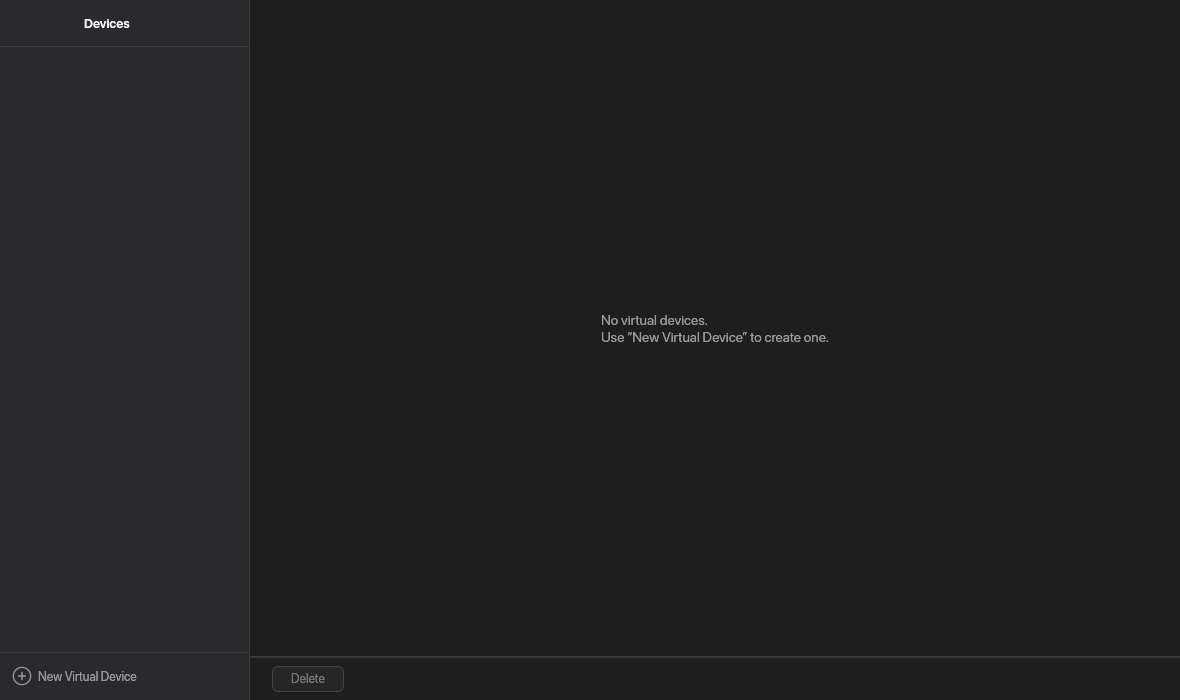 Devices
No virtual devices.
Use "New Virtual Device" to create one.
New Virtual Device
Delete